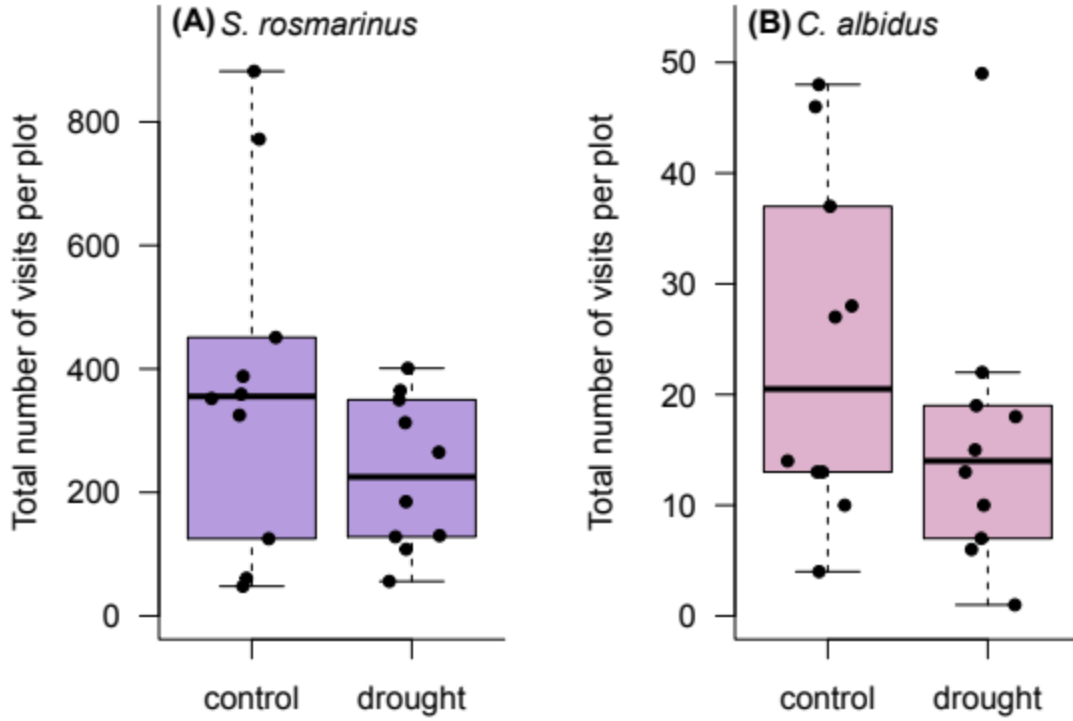 (A) S. rosmarinus
Total number of visits per plot
800
600
400
200
0
control drought
(B) C. albidus
Total number of visits per plot
50
40
30
20
10
0
control drought